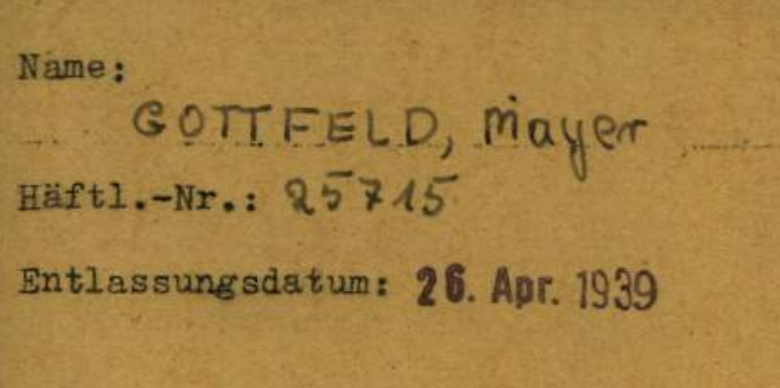 Name:
GOTTFELD, Mayer
Häftl.-Nr.: 25715
Entlassungsdatum: 26. Apr. 1939